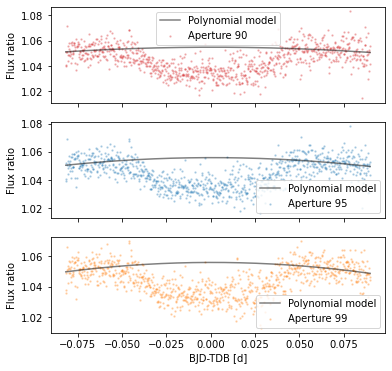 1.08
1.06
1.04
1.02
Flux ratio
Polynomial model
Aperture 90
1.08
1.06
1.04
1.02
Flux ratio
Polynomial model
Aperture 95
1.06
1.04
1.02
Flux ratio
Polynomial model
Aperture 99
−0.075 −0.050 −0.025 0.000 0.025 0.050 0.075
BJD-TDB [d]